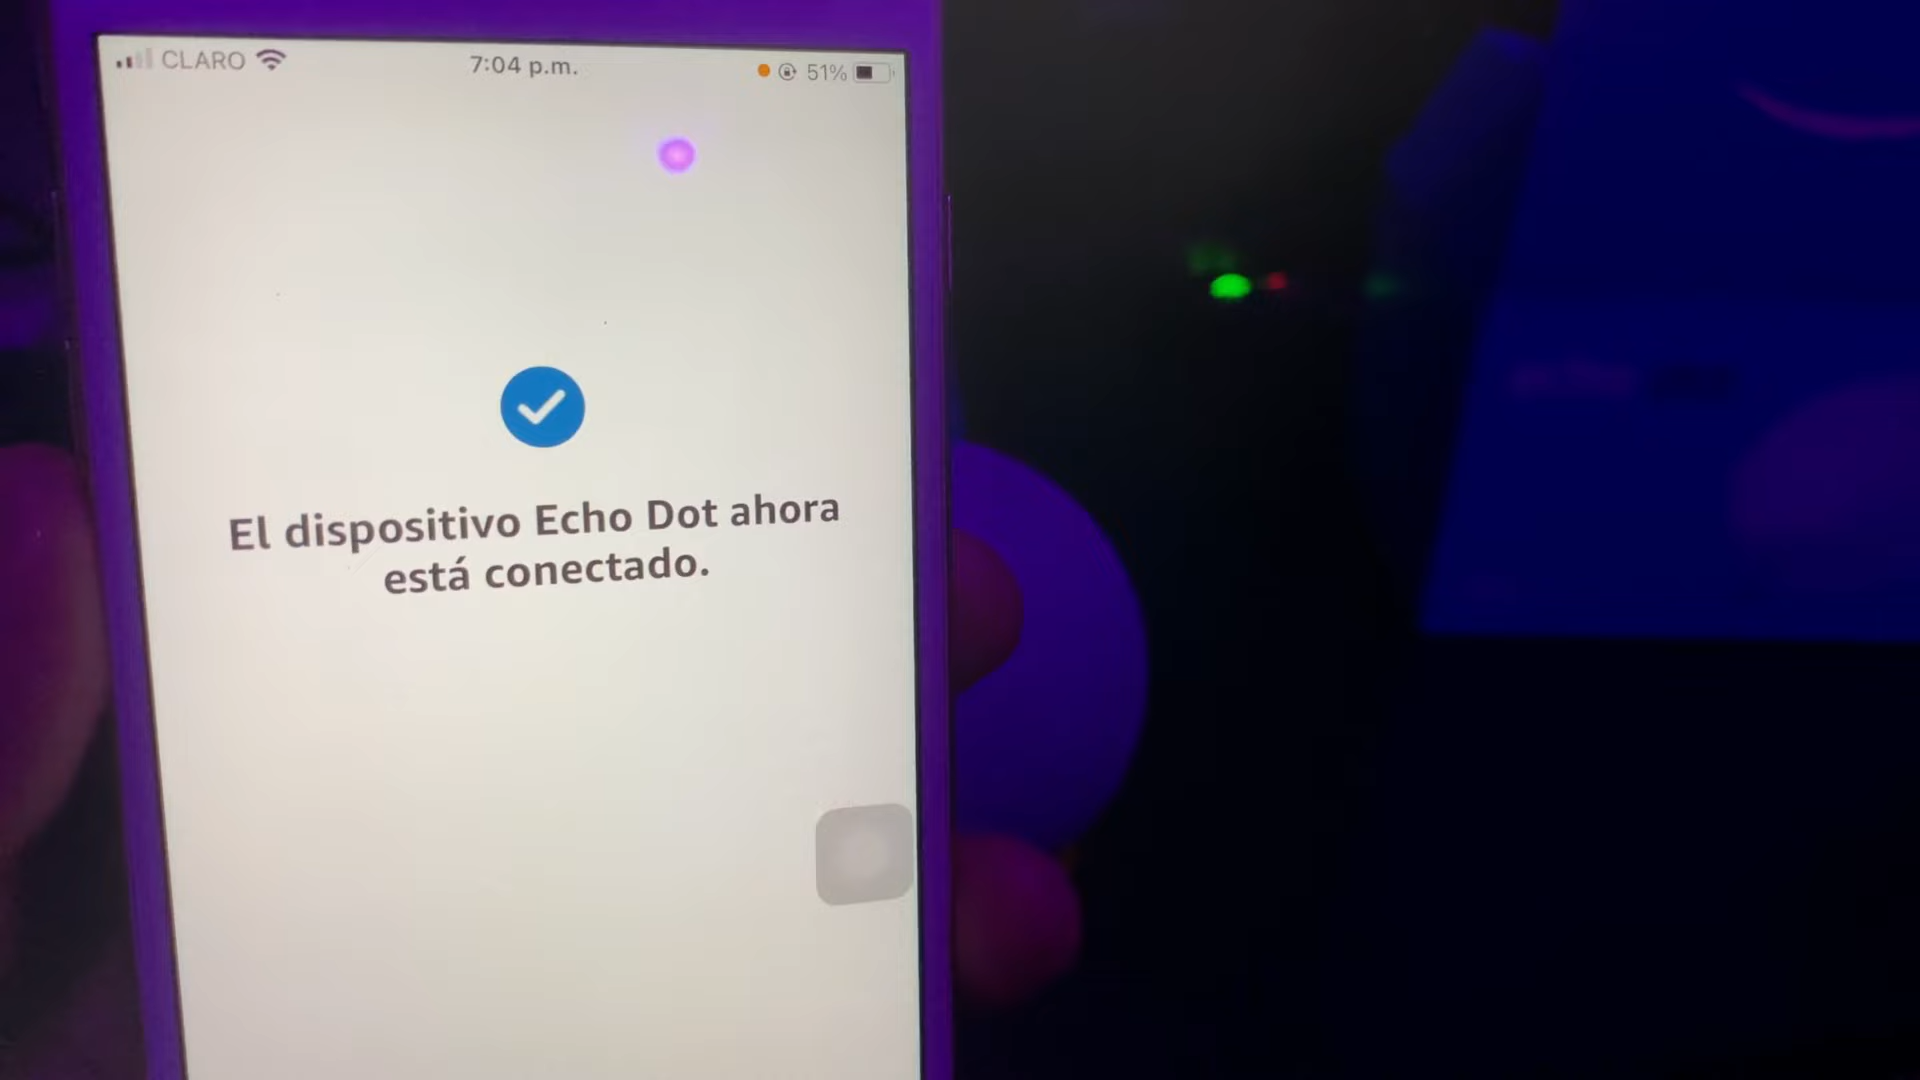 CLARO 7:04 p.m. 51%
El dispositivo Echo Dot ahora
está conectado.